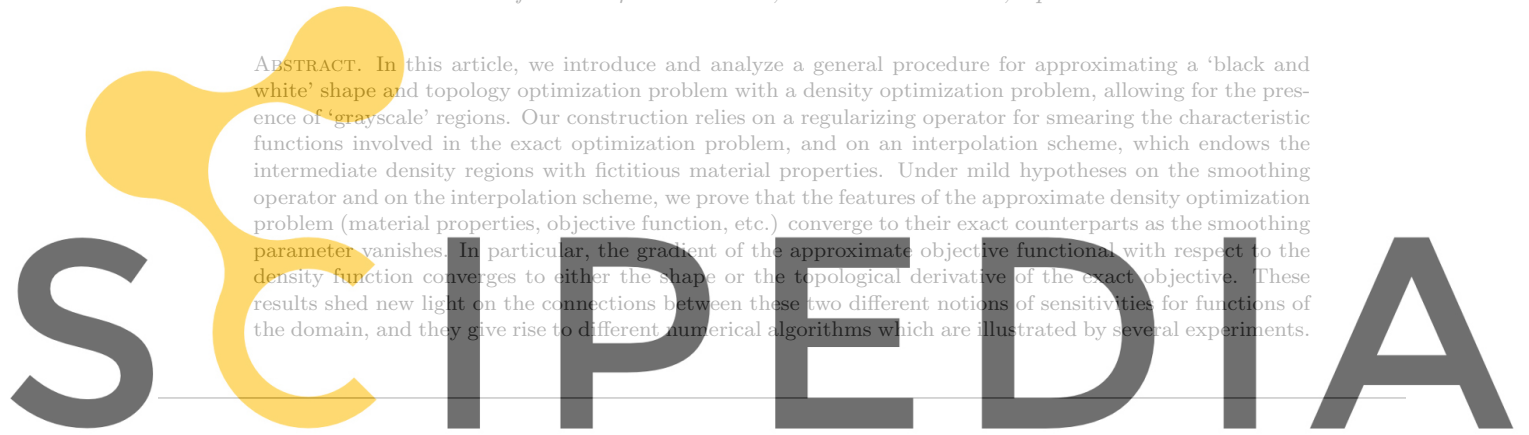 ABSTRACT. In this article, we introduce and analyze a general procedure for approximating a ‘black and
white’ shape and topology optimization problem with a density optimization problem, allowing for the pres-
ence of ‘grayscale’ regions. Our construction relies on a regularizing operator for smearing the characteristic
functions involved in the exact optimization problem, and on an interpolation scheme, which endows the
intermediate density regions with fictitious material properties. Under mild hypotheses on the smoothing
operator and on the interpolation scheme, we prove that the features of the approximate density optimization
problem (material properties, objective function, etc.) converge to their exact counterparts as the smoothing
parameter vanishes. In particular, the gradient of the approximate objective functional with respect to the
density function converges to either the shape or the topological derivative of the exact objective. These
results shed new light on the connections between these two different notions of sensitivities for functions of
the domain, and they give rise to different numerical algorithms which are illustrated by several experiments.
SCIPEDIA